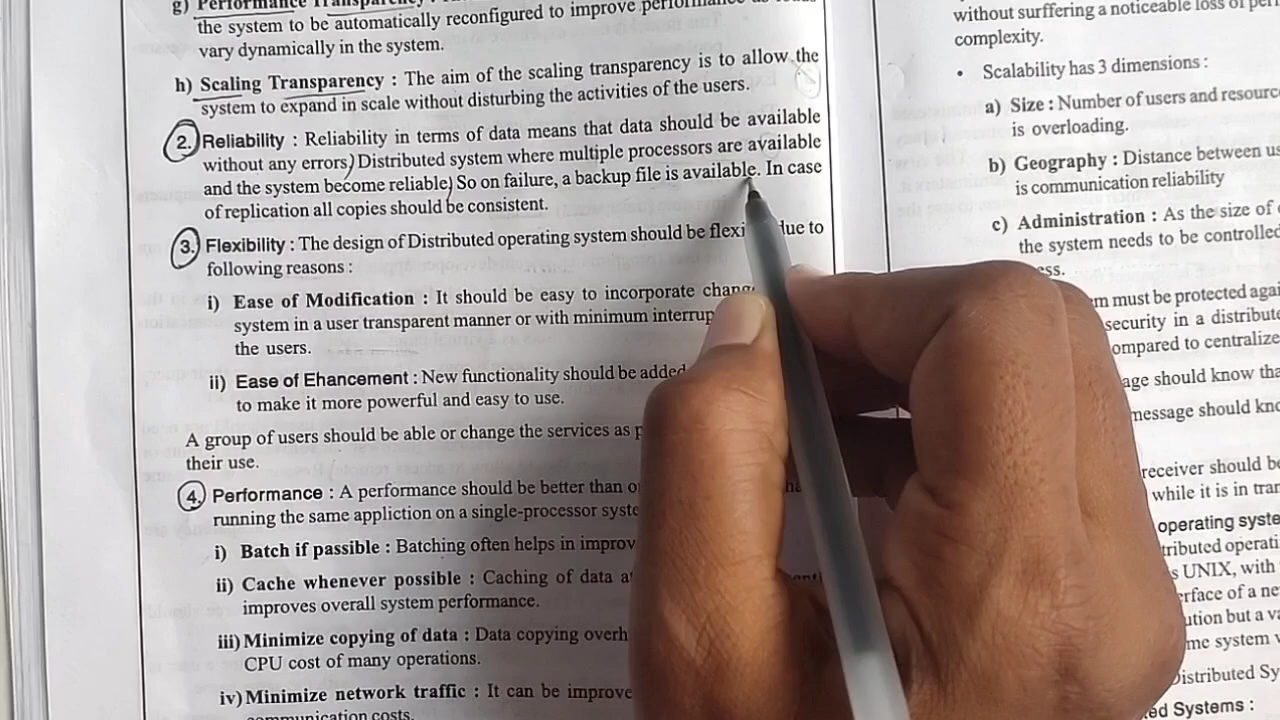 g) Performance Transparency :
the system to be automatically reconfigured to improve performance as loads
vary dynamically in the system.
h) Scaling Transparency : The aim of the scaling transparency is to allow the
system to expand in scale without disturbing the activities of the users.
2. Reliability : Reliability in terms of data means that data should be available
without any errors) Distributed system where multiple processors are available
and the system become reliable) So on failure, a backup file is available. In case
of replication all copies should be consistent.
3. Flexibility : The design of Distributed operating system should be flexi due to
following reasons :
i) Ease of Modification : It should be easy to incorporate chang
system in a user transparent manner or with minimum interrup
the users.
ii) Ease of Ehancement : New functionality should be added
to make it more powerful and easy to use.
A group of users should be able or change the services as p
their use.
4. Performance : A performance should be better than o
running the same appliction on a single-processor syste
i) Batch if possible : Batching often helps in improv
ii) Cache whenever possible : Caching of data a
improves overall system performance.
iii) Minimize copying of data : Data copying overh
CPU cost of many operations.
iv) Minimize network traffic : It can be improve
communication costs.
without surffering a noticeable loss of per
complexity.
• Scalability has 3 dimensions :
a) Size : Number of users and resource
is overloading.
b) Geography : Distance between us
is communication reliability
c) Administration : As the size of
the system needs to be controlled
ess.
m must be protected agai
security in a distribute
ompared to centralize
age should know tha
message should kno
receiver should be
while it is in tran
operating syste
tributed operati
s UNIX, with
erface of a ne
ution but a va
me system
Distributed Sy
ed Systems :